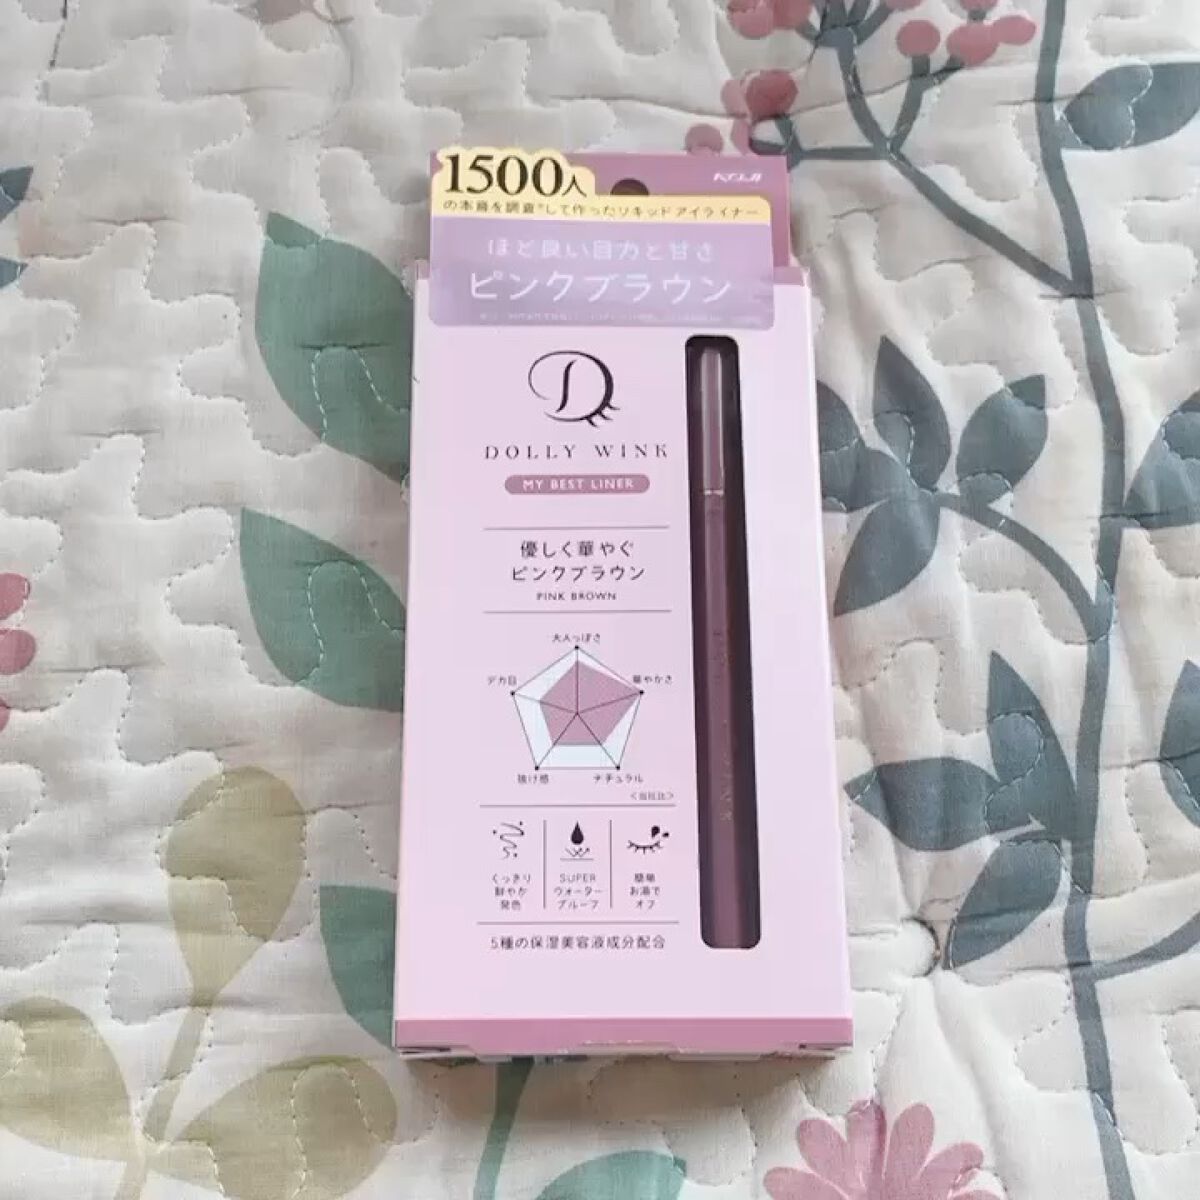 KOJI
1500人
の本音を調査*して作ったリキッドアイライナー
ほど良い目力と甘さ
ピンクブラウン
DOLLY WINK
MY BEST LINER
優しく華やぐ
ピンクブラウン
PINK BROWN
大人っぽさ
デカ目
華やかさ
抜け感
ナチュラル
<当社比>
くっきり
鮮やか
発色
SUPER
ウォーター
プルーフ
簡単
お湯で
オフ
5種の保湿美容液成分配合